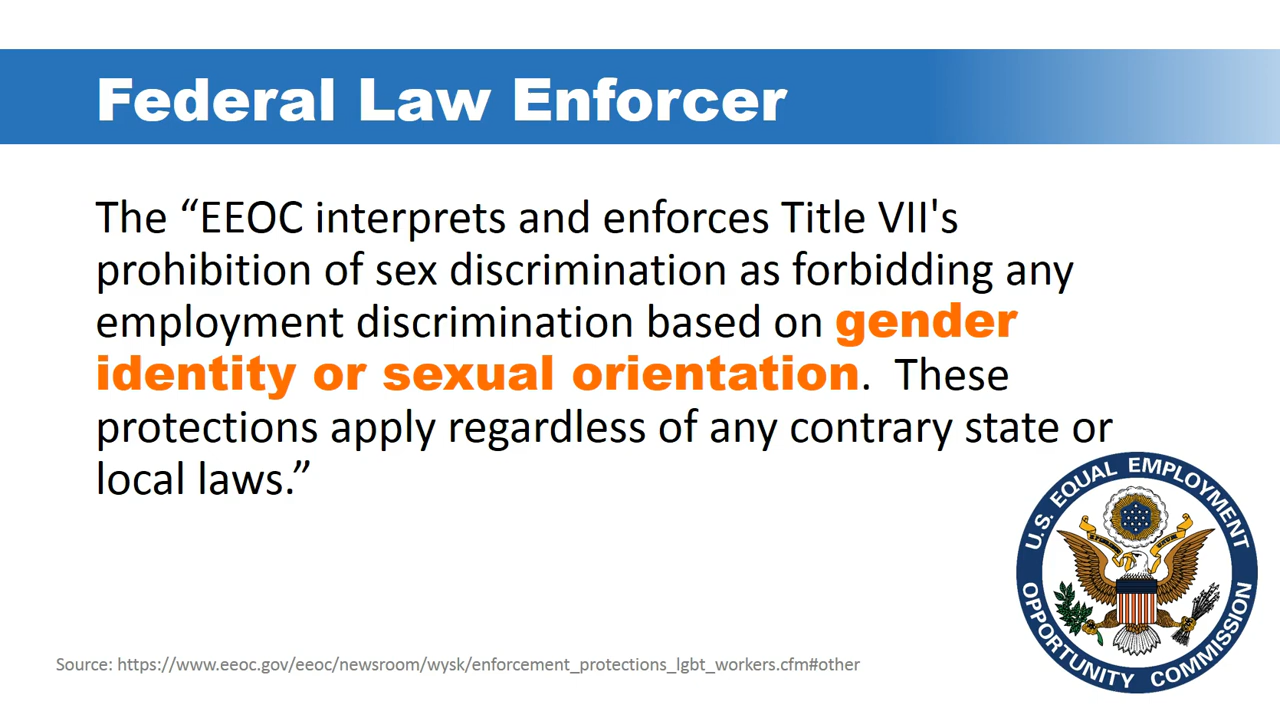 Federal Law Enforcer
The “EEOC interprets and enforces Title VII's
prohibition of sex discrimination as forbidding any
employment discrimination based on gender
identity or sexual orientation.  These
protections apply regardless of any contrary state or
local laws.”
U.S. EQUAL EMPLOYMENT
OPPORTUNITY COMMISSION
Source: https://www.eeoc.gov/eeoc/newsroom/wysk/enforcement_protections_lgbt_workers.cfm#other